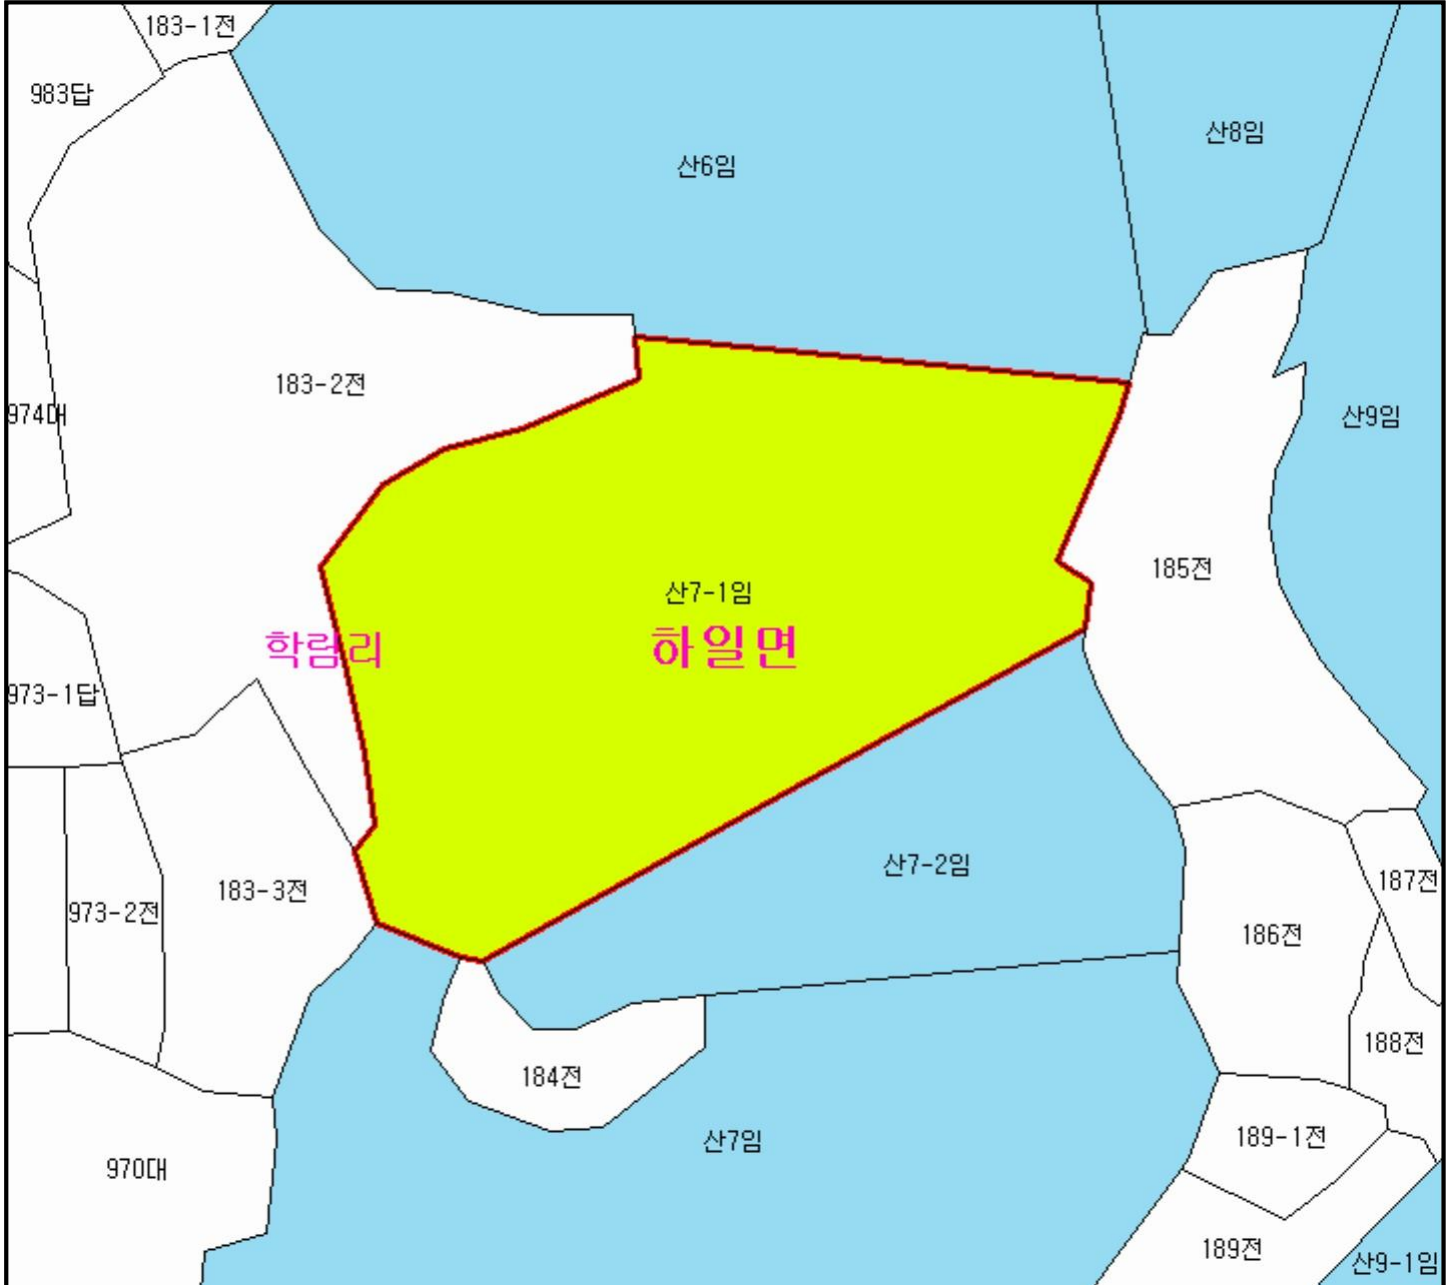 183-1전
983답
산8임
산6임
183-2전
974대
산9임
185전
산7-1임
학림리
하일면
973-1답
산7-2임
187전
183-3전
973-2전
186전
188전
184전
189-1전
산7임
970대
189전
산9-1임